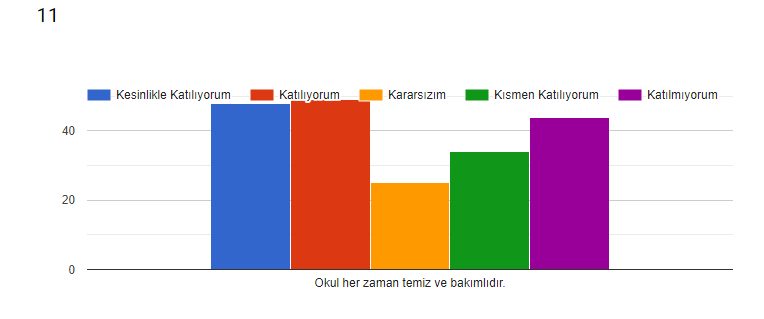 11
Kesinlikle Katılıyorum Katılıyorum Kararsızım Kısmen Katılıyorum Katılmıyorum
40
20
0
Okul her zaman temiz ve bakımlıdır.